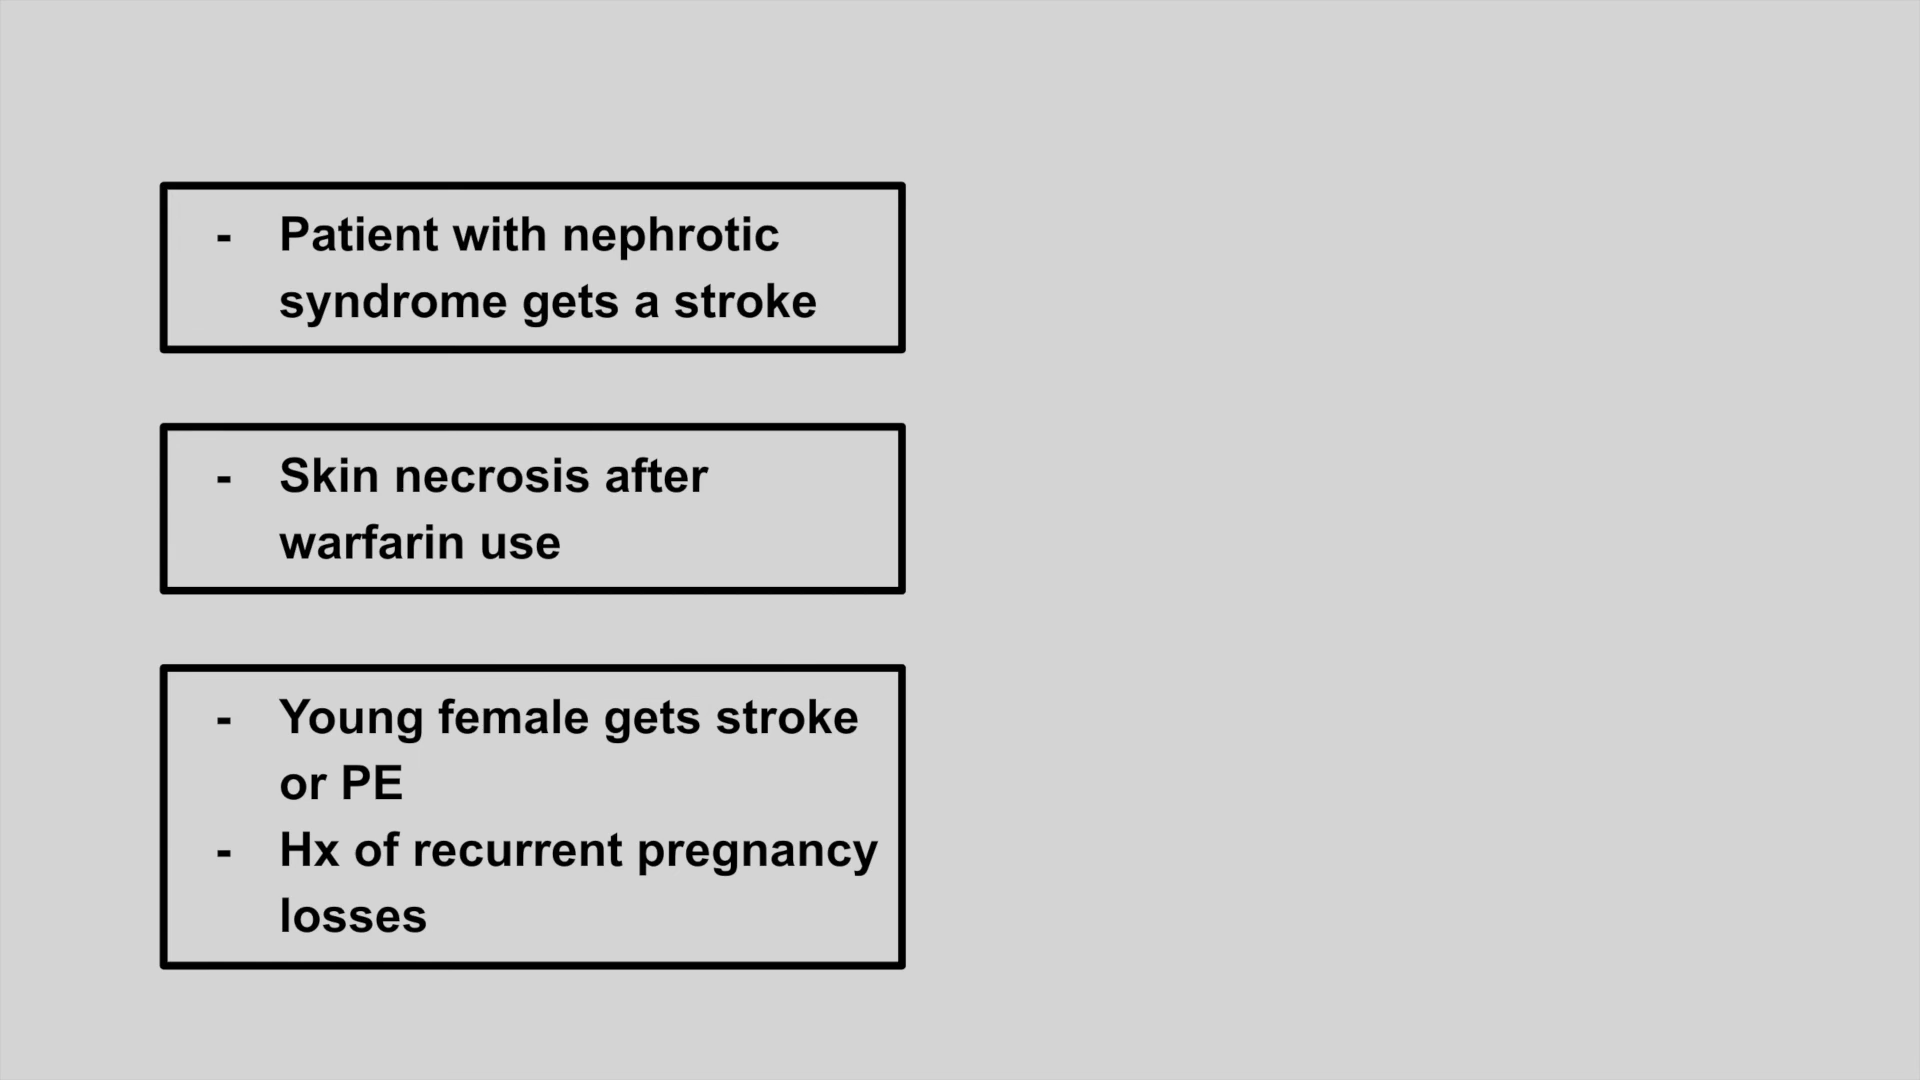 - Patient with nephrotic
syndrome gets a stroke
- Skin necrosis after
warfarin use
- Young female gets stroke
or PE
- Hx of recurrent pregnancy
losses